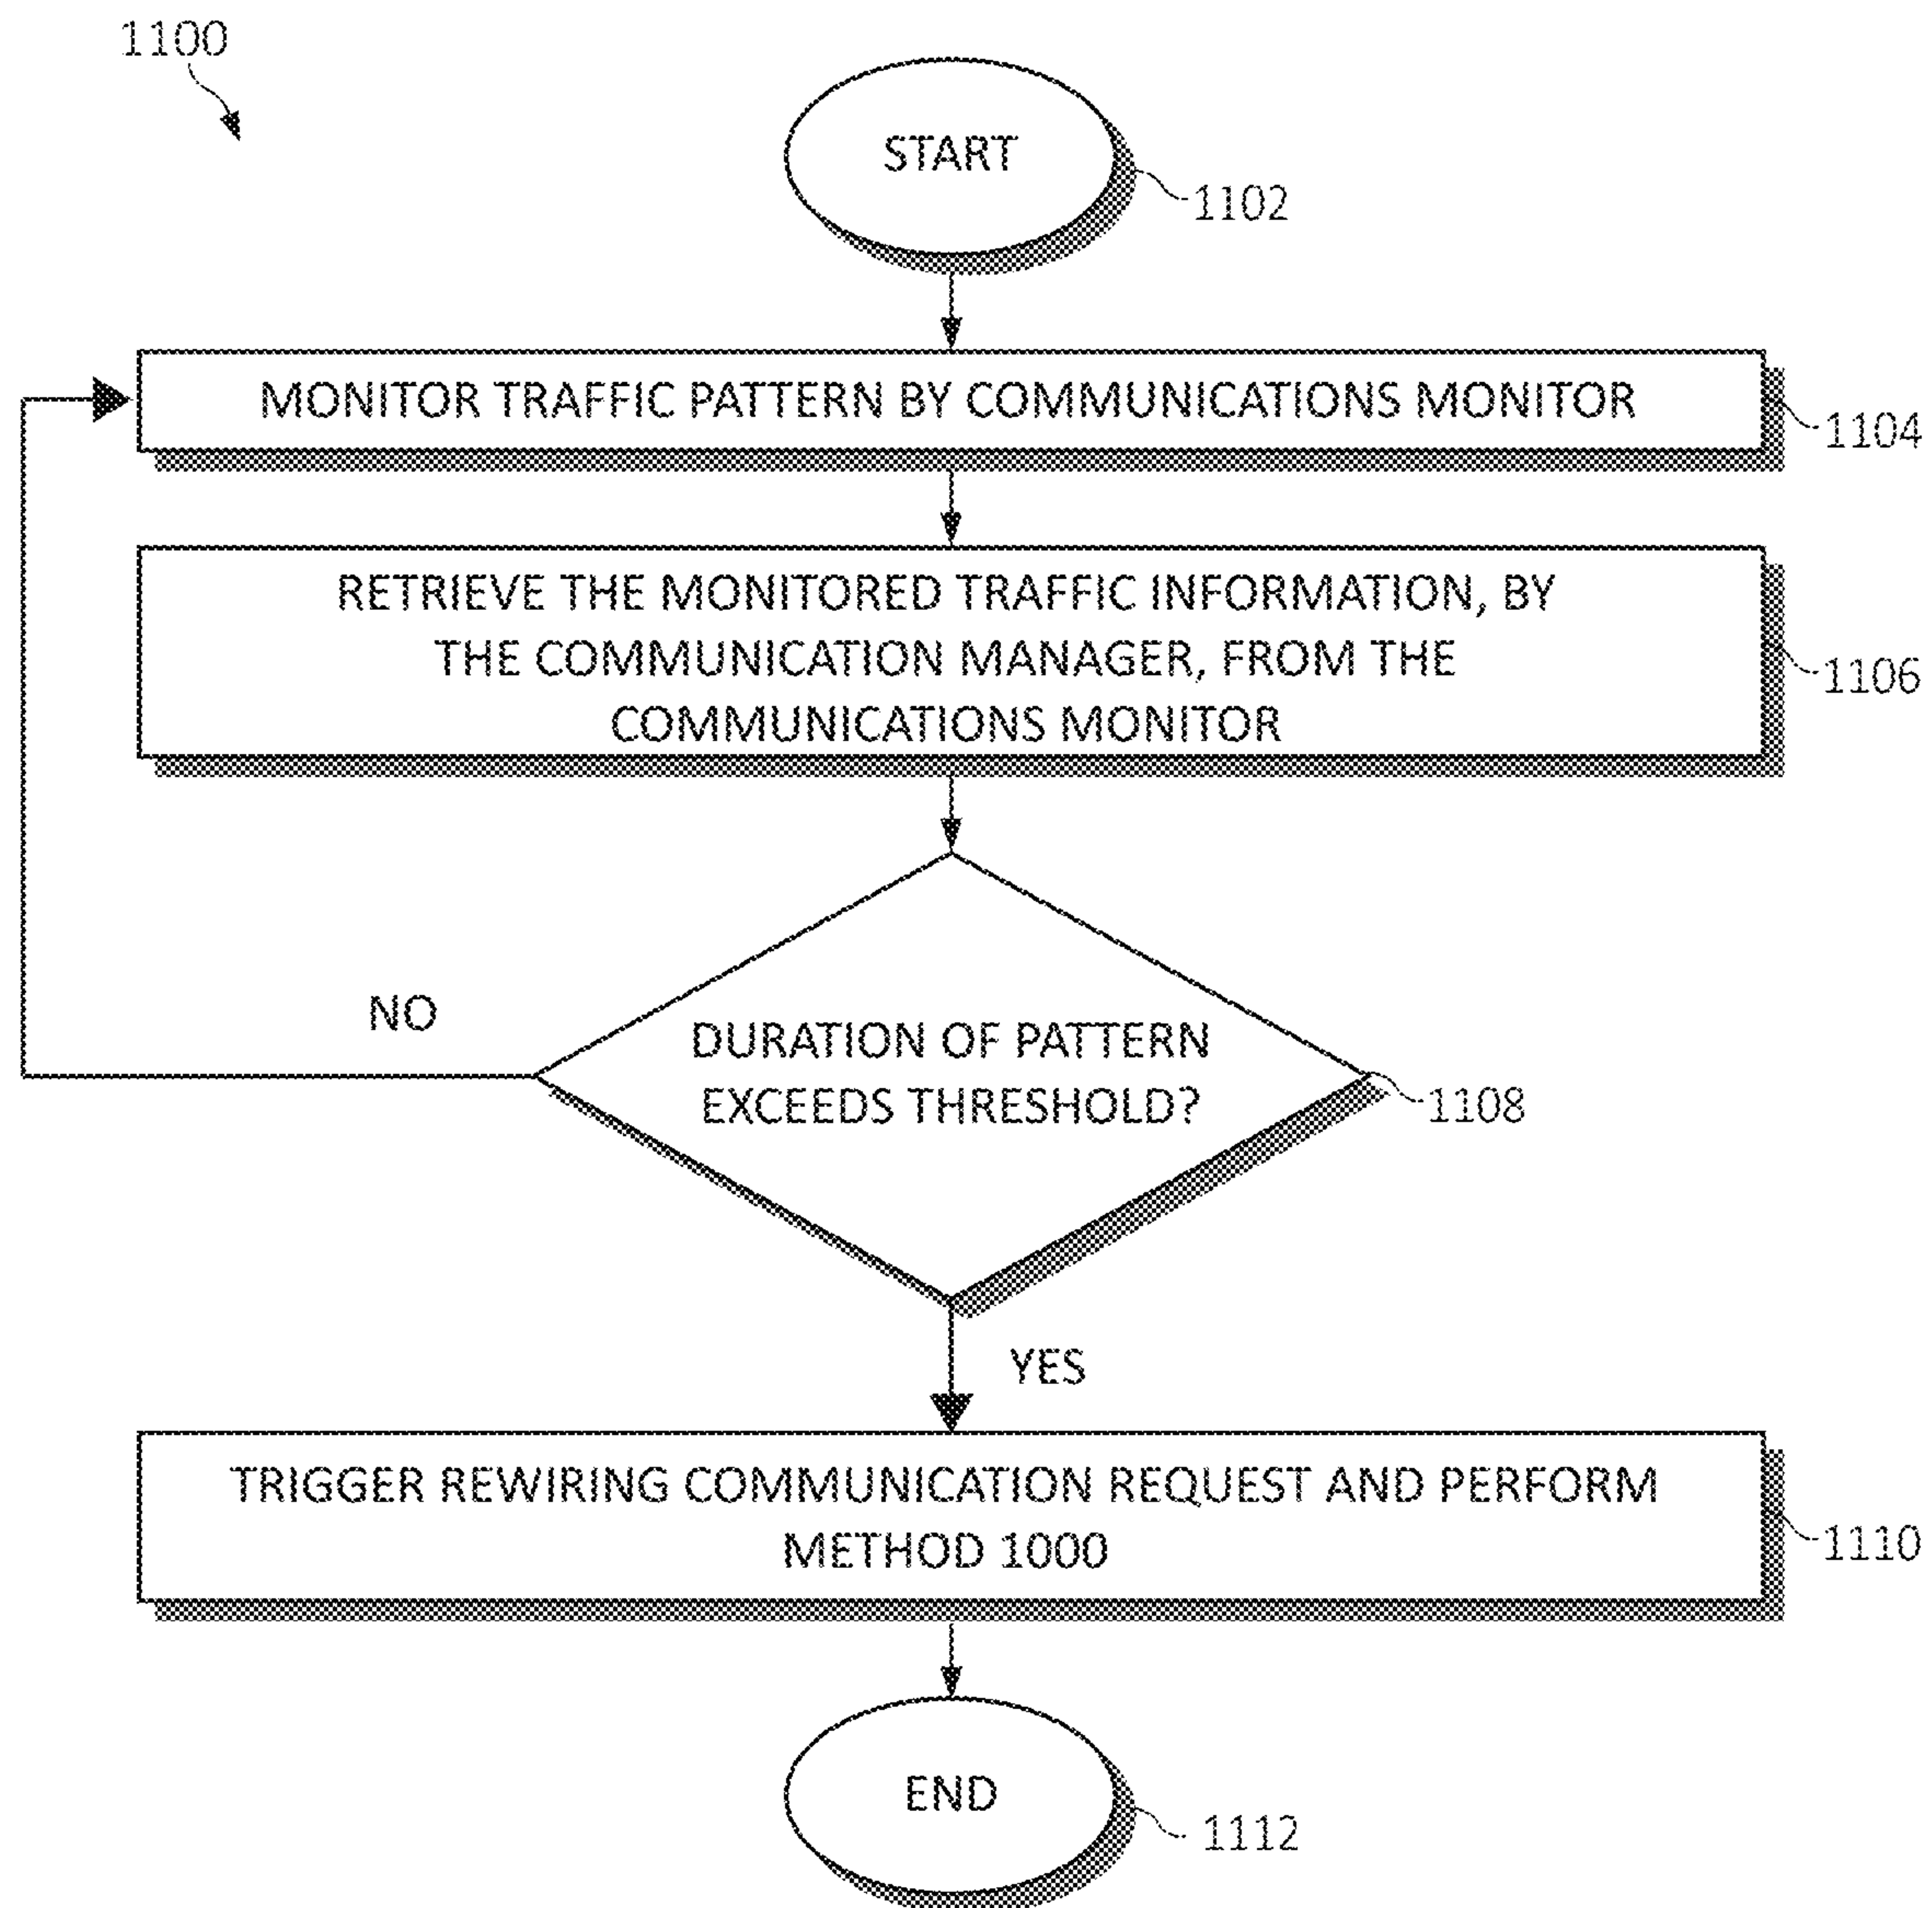 1100
START
1102
MONITOR TRAFFIC PATTERN BY COMMUNICATIONS MONITOR
1104
RETRIEVE THE MONITORED TRAFFIC INFORMATION, BY
THE COMMUNICATION MANAGER, FROM THE
COMMUNICATIONS MONITOR
1106
NO
DURATION OF PATTERN
EXCEEDS THRESHOLD?
1108
YES
TRIGGER REWIRING COMMUNICATION REQUEST AND PERFORM
METHOD 1000
1110
END
1112